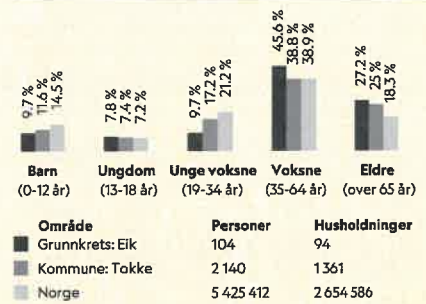 9.7 % 11.6 % 14.5 %
7.8 % 7.4 % 7.2 %
9.7 % 17.2 % 21.2 %
45.6 % 38.8 % 38.9 %
27.2 % 25 % 18.3 %
Barn Ungdom Unge voksne Voksne Eldre
(0-12 år) (13-18 år) (19-34 år) (35-64 år) (over 65 år)
Område Personer Husholdninger
Grunnkrets: Eik 104 94
Kommune: Tokke 2 140 1 361
Norge 5 425 412 2 654 586